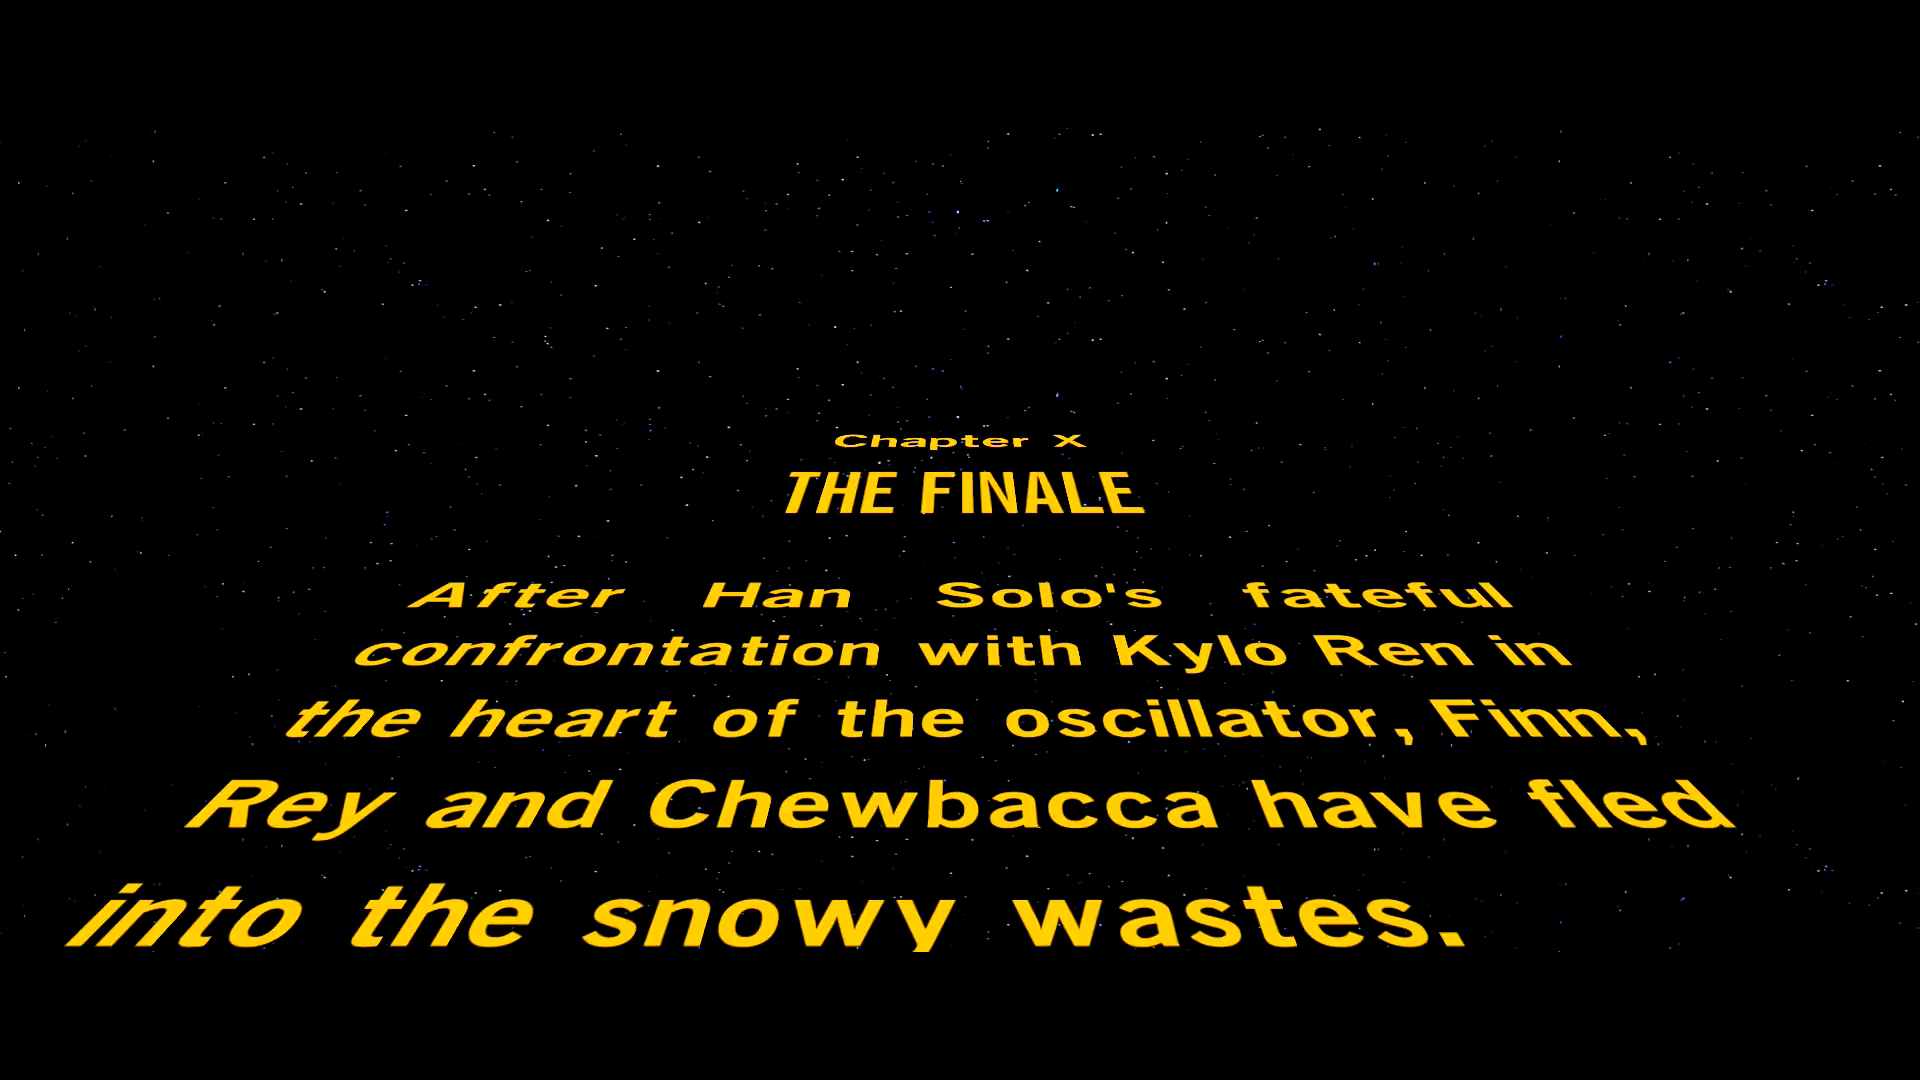 Chapter X
THE FINALE
After Han Solo's fateful
confrontation with Kylo Ren in
the heart of the oscillator, Finn,
Rey and Chewbacca have fled
into the snowy wastes.